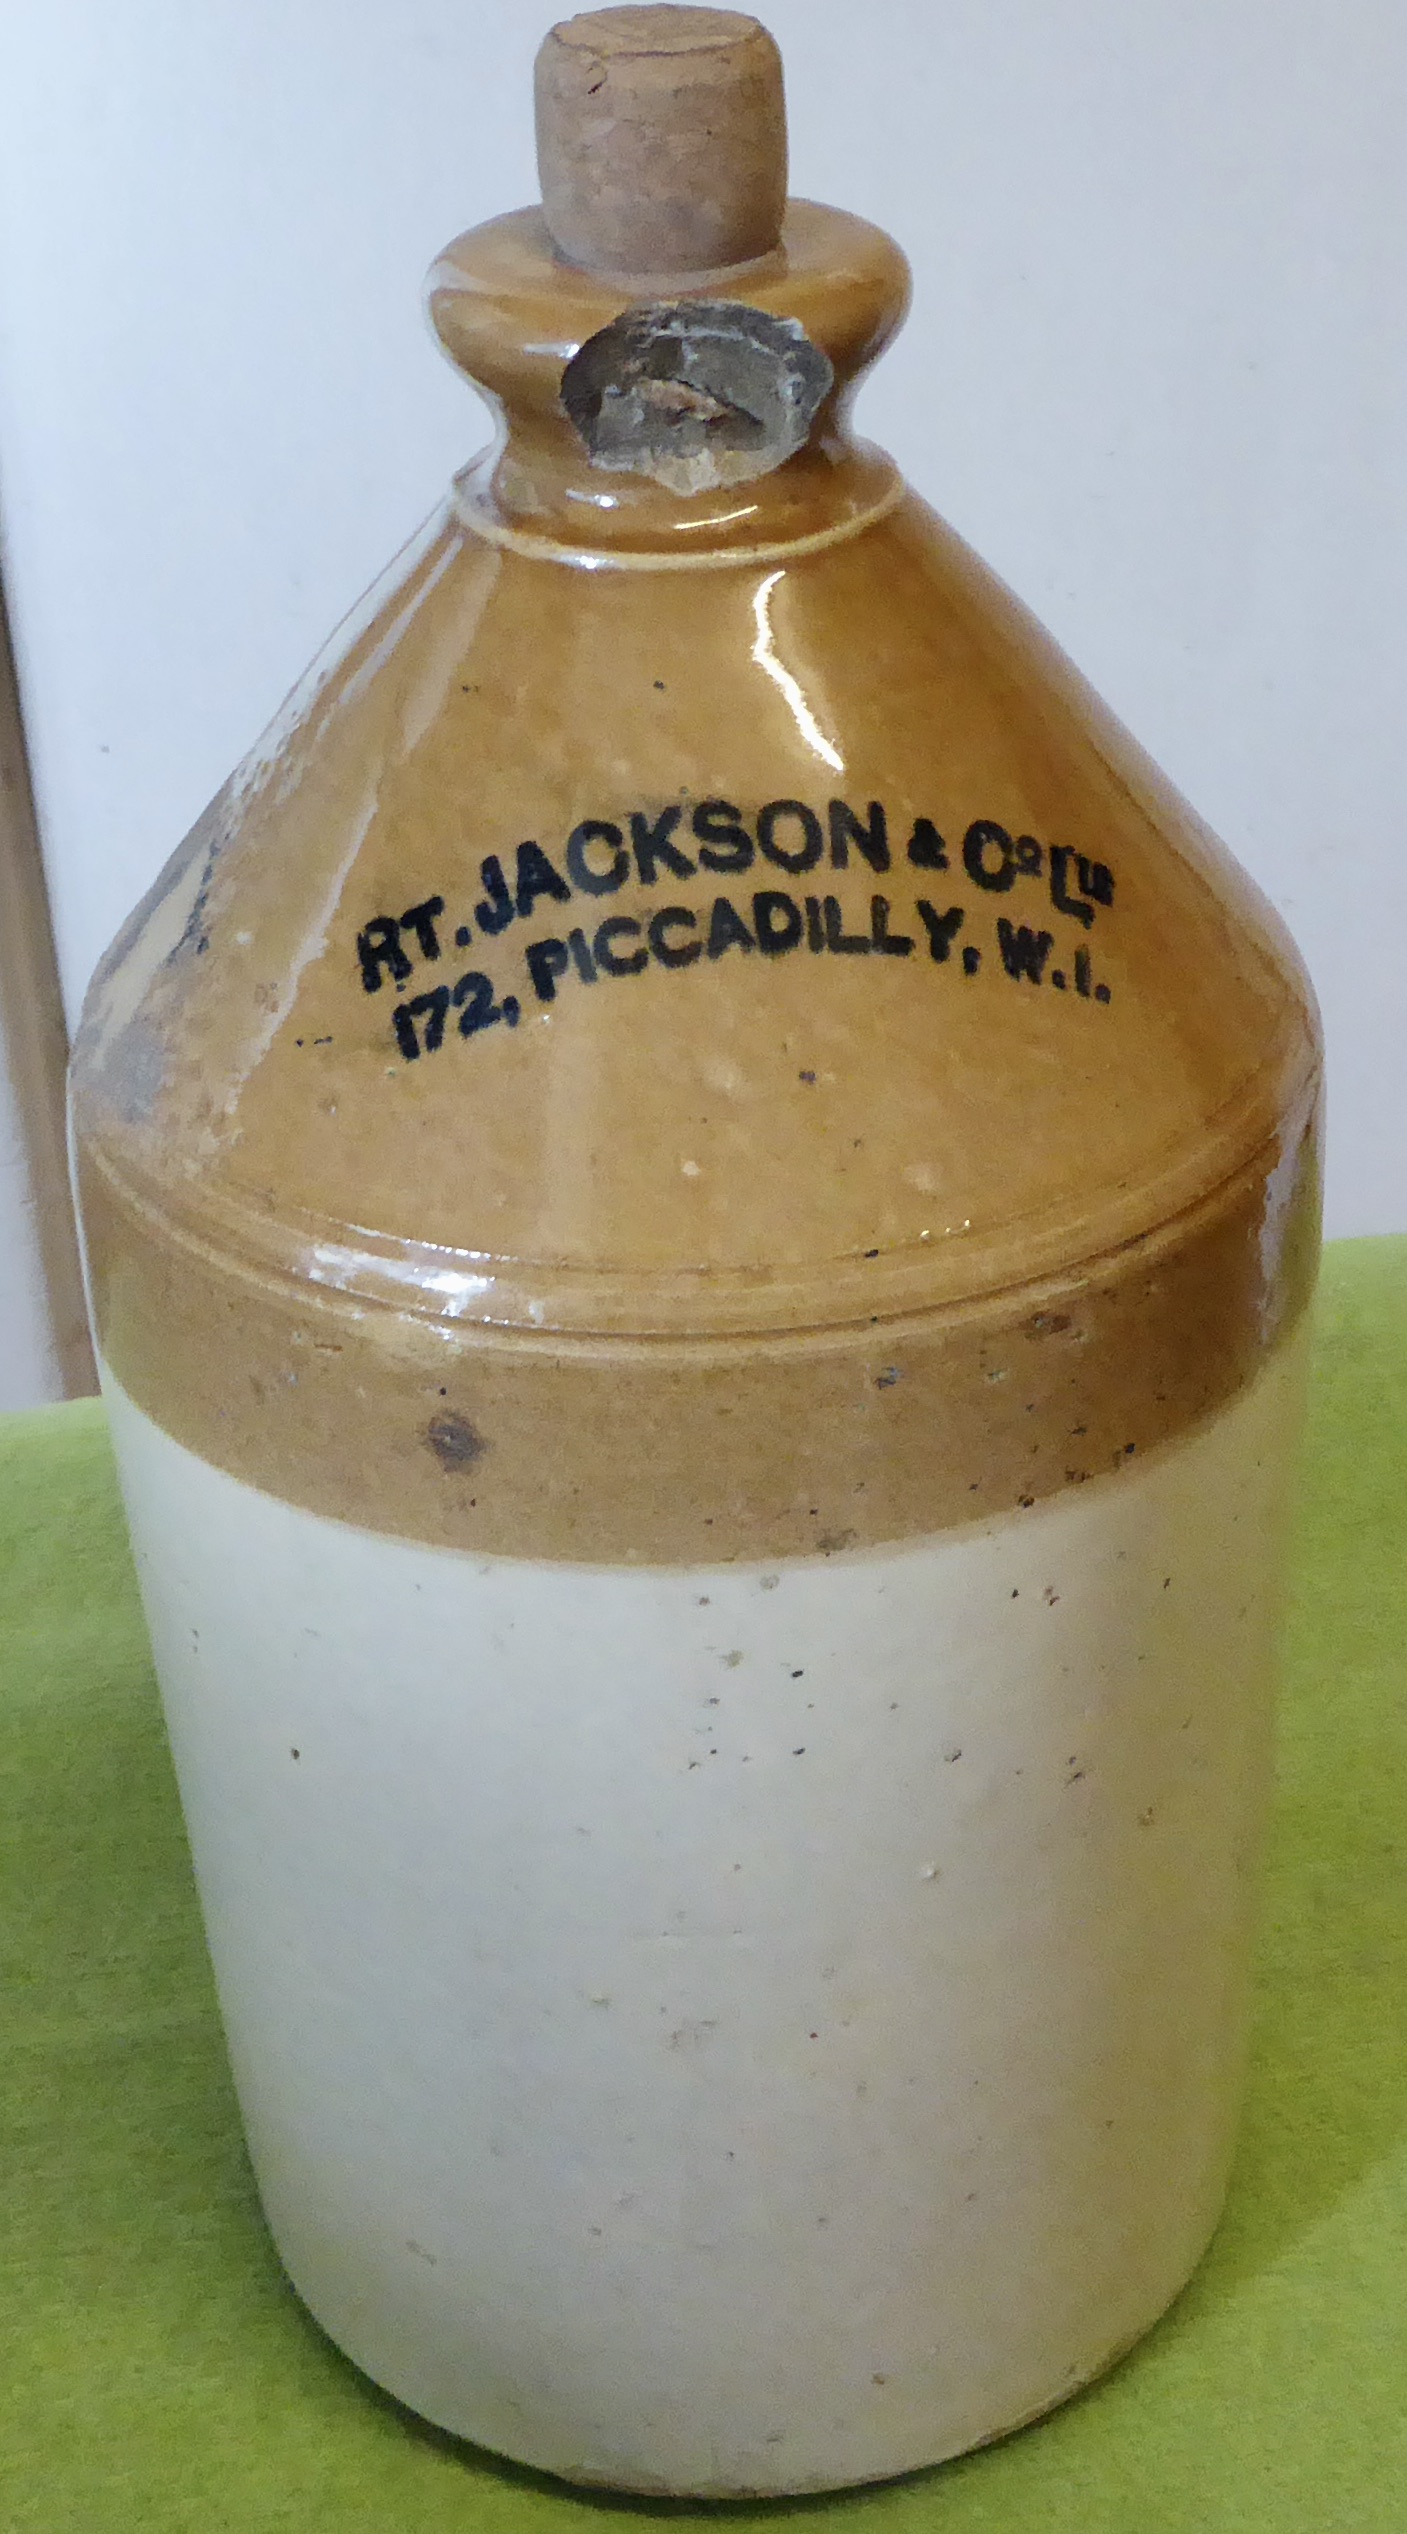 RT. JACKSON & Co LTD
172, PICCADILLY, W.1.